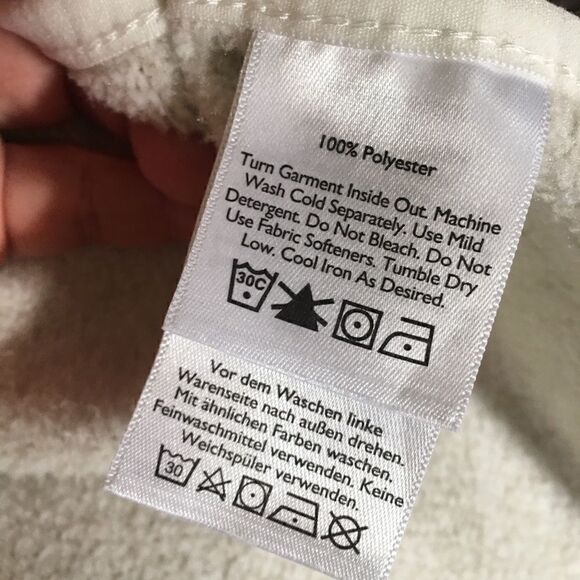 100% Polyester
Turn Garment Inside Out. Machine
Wash Cold Separately. Use Mild
Detergent. Do Not Bleach. Do Not
Use Fabric Softeners. Tumble Dry
Low. Cool Iron As Desired.
30C
Vor dem Waschen linke
Warenseite nach außen drehen.
Mit ähnlichen Farben waschen.
Feinwaschmittel verwenden. Keine
Weichspüler verwenden.
30